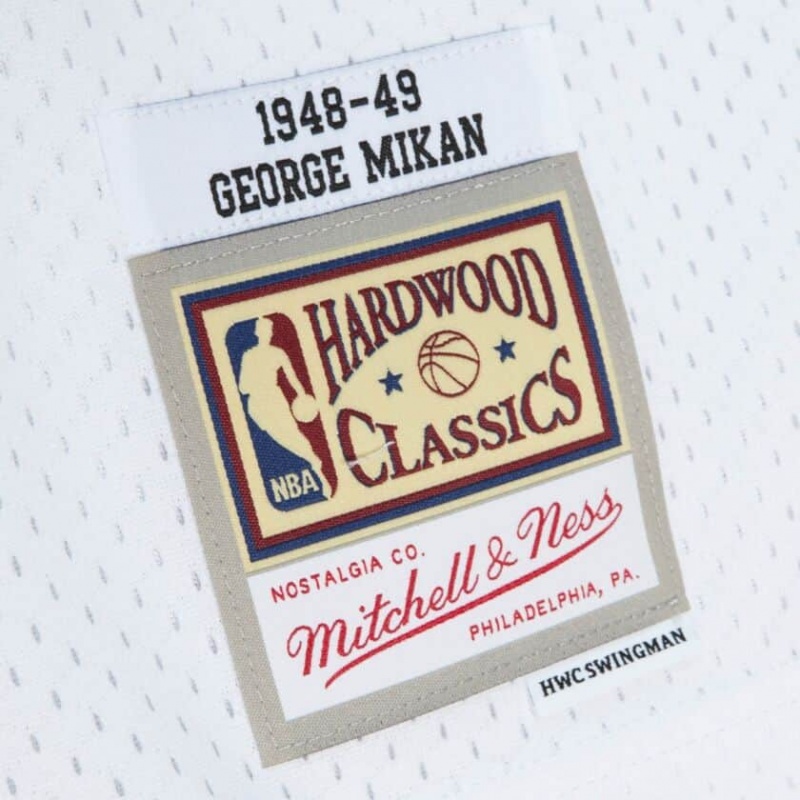 1948-49
GEORGE MIKAN
HARDWOOD
CLASSICS
NBA
NOSTALGIA CO.
Mitchell & Ness
PHILADELPHIA, PA.
HWC SWINGMAN